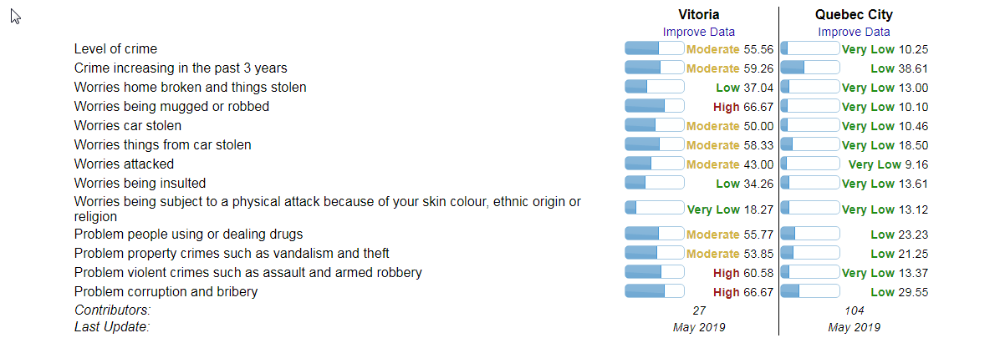 Vitoria Quebec City
Improve Data Improve Data
Level of crime Moderate 55.56 Very Low 10.25
Crime increasing in the past 3 years Moderate 59.26 Low 38.61
Worries home broken and things stolen Low 37.04 Very Low 13.00
Worries being mugged or robbed High 66.67 Very Low 10.10
Worries car stolen Moderate 50.00 Very Low 10.46
Worries things from car stolen Moderate 58.33 Very Low 18.50
Worries attacked Moderate 43.00 Very Low 9.16
Worries being insulted Low 34.26 Very Low 13.61
Worries being subject to a physical attack because of your skin colour, ethnic origin or
religion Very Low 18.27 Very Low 13.12
Problem people using or dealing drugs Moderate 55.77 Low 23.23
Problem property crimes such as vandalism and theft Moderate 53.85 Low 21.25
Problem violent crimes such as assault and armed robbery High 60.58 Very Low 13.37
Problem corruption and bribery High 66.67 Low 29.55
Contributors: 27 104
Last Update: May 2019 May 2019